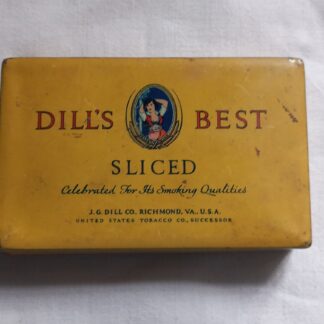 DILL'S BEST
SLICED
Celebrated For Its Smoking Qualities
J. G. DILL CO., RICHMOND, VA., U.S.A.
UNITED STATES TOBACCO CO., SUCCESSOR